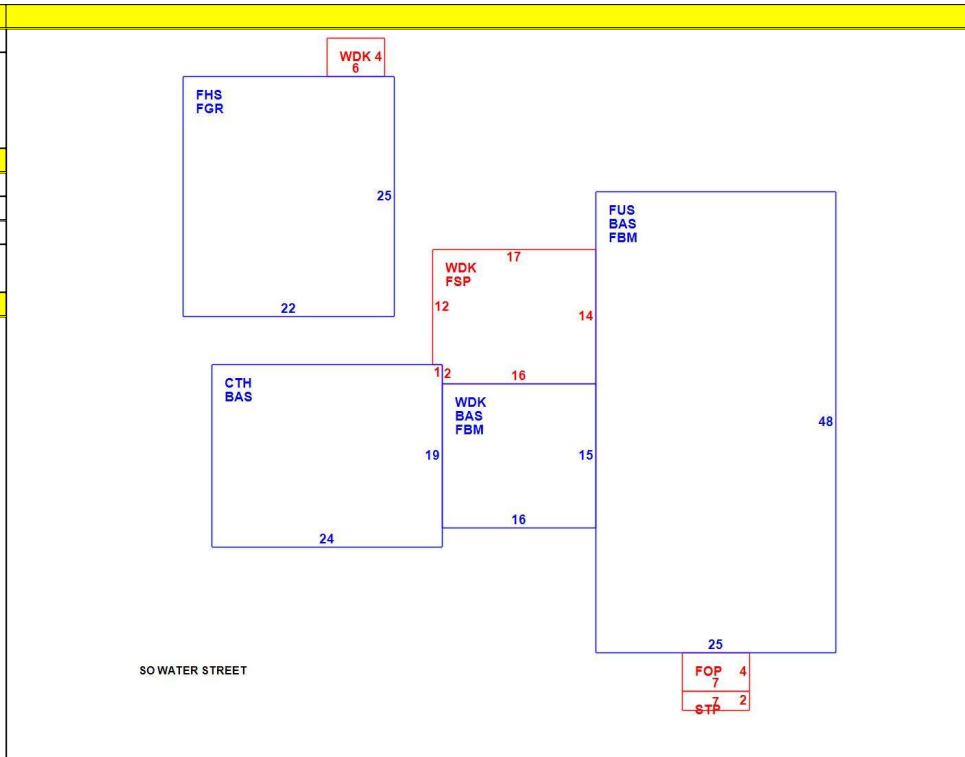 WDK 4
6
FHS
FGR
25
22
FUS
BAS
FBM
17
WDK
FSP
12
14
1 2
16
CTH
BAS
WDK
BAS
FBM
48
19
15
16
24
25
SO WATER STREET
FOP 4
7
7 2
STP